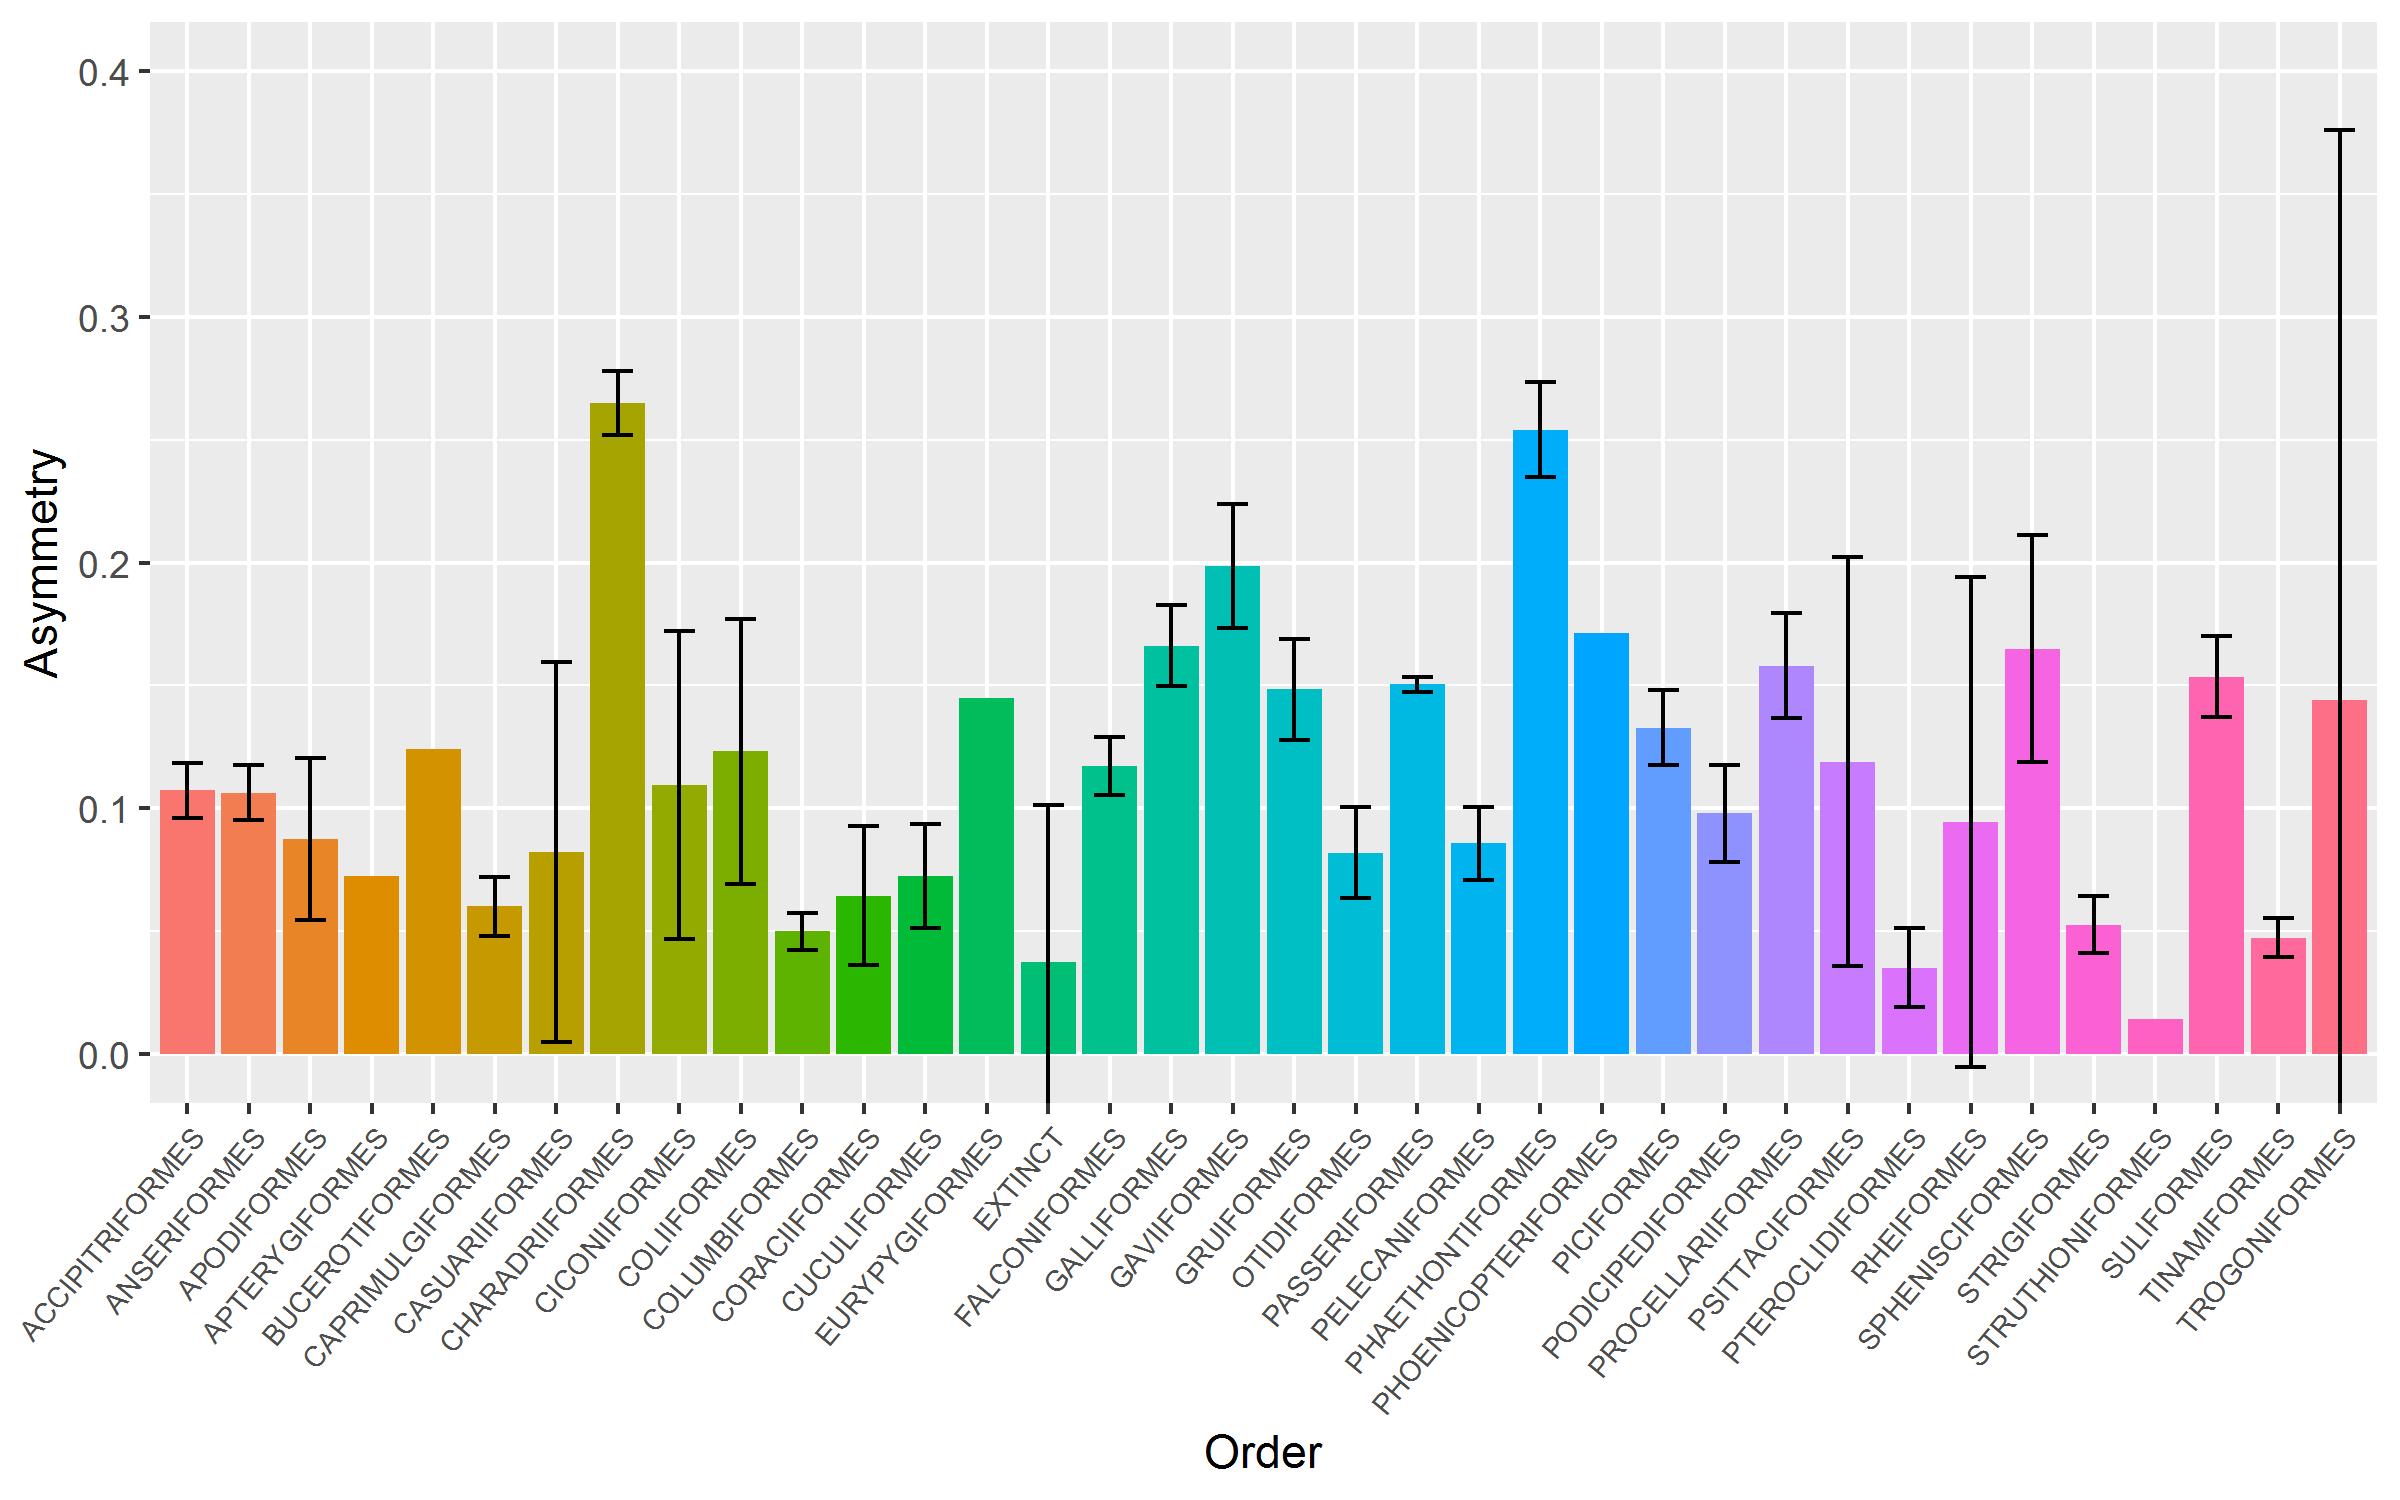 Asymmetry
0.4
0.3
0.2
0.1
0.0
ACCIPITRIFORMES
ANSERIFORMES
APODIFORMES
APTERYGIFORMES
BUCEROTIFORMES
CAPRIMULGIFORMES
CASUARIIFORMES
CHARADRIIFORMES
CICONIIFORMES
COLIIFORMES
COLUMBIFORMES
CORACIIFORMES
CUCULIFORMES
EURYPYGIFORMES
EXTINCT
FALCONIFORMES
GALLIFORMES
GAVIIFORMES
GRUIFORMES
OTIDIFORMES
PASSERIFORMES
PELECANIFORMES
PHAETHONTIFORMES
PHOENICOPTERIFORMES
PICIFORMES
PODICIPEDIFORMES
PROCELLARIIFORMES
PSITTACIFORMES
PTEROCLIDIFORMES
RHEIFORMES
SPHENISCIFORMES
STRIGIFORMES
STRUTHIONIFORMES
SULIFORMES
TINAMIFORMES
TROGONIFORMES
Order